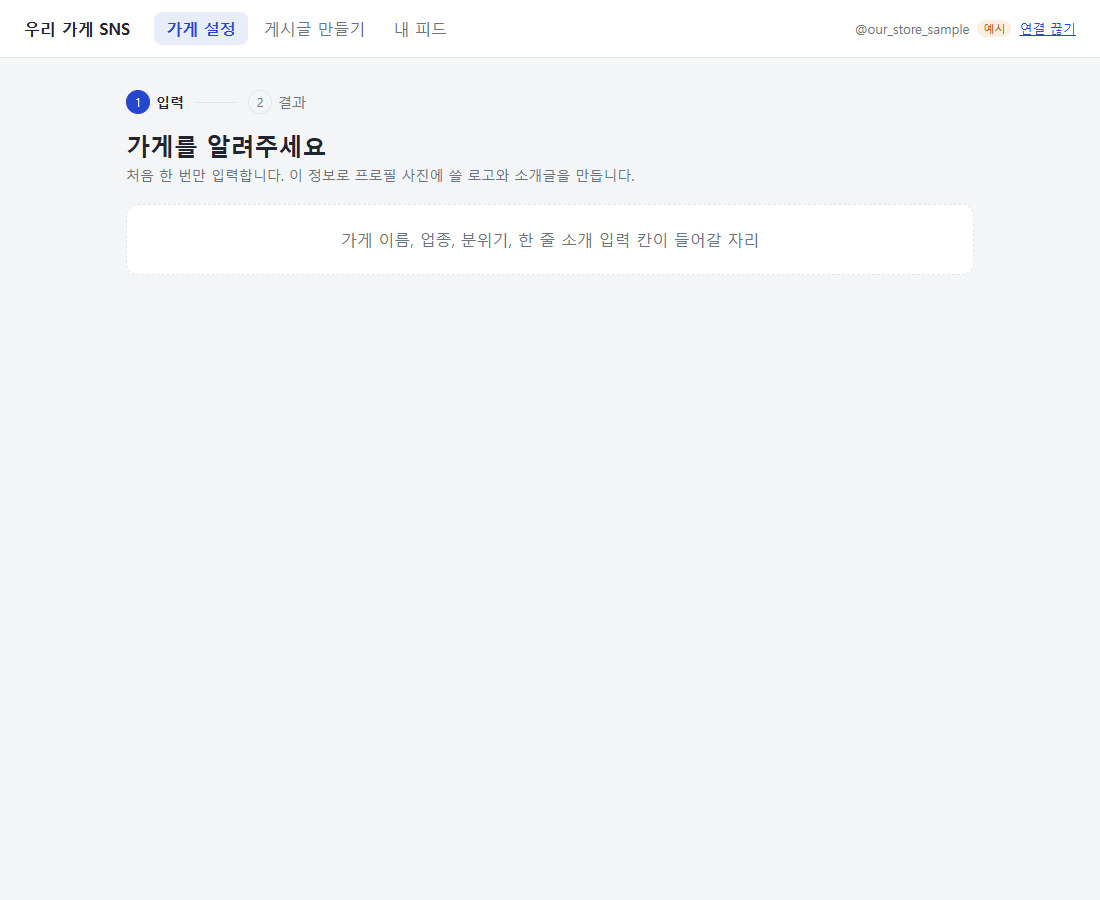 우리 가게 SNS 가게 설정 게시글 만들기 내 피드 @our_store_sample 예시 연결 끊기
1 입력 2 결과
가게를 알려주세요
처음 한 번만 입력합니다. 이 정보로 프로필 사진에 쓸 로고와 소개글을 만듭니다.
가게 이름, 업종, 분위기, 한 줄 소개 입력 칸이 들어갈 자리